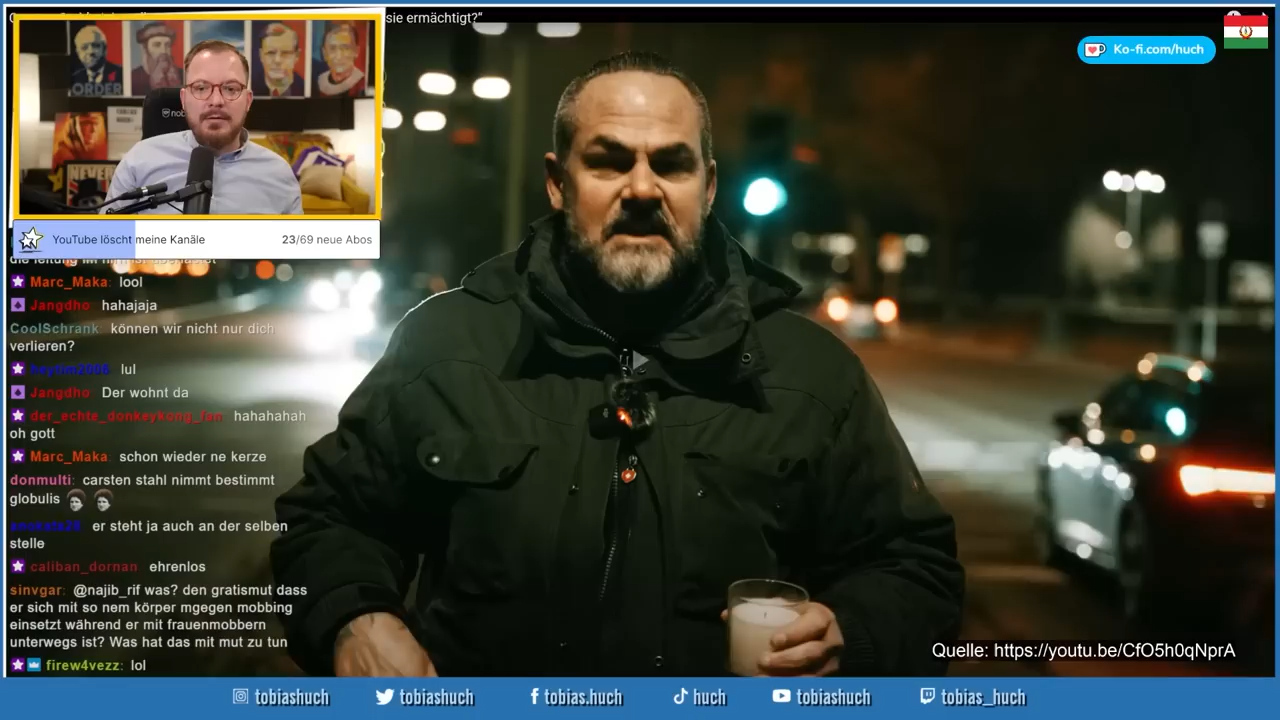 sie ermächtigt?“
Ko-fi.com/huch
ORDER
nob
NEVER
YouTube löscht meine Kanäle
23/69 neue Abos
Marc_Maka: lool
Jangdho: hahajaja
CoolSchrank: können wir nicht nur dich
verlieren?
lul
Jangdho: Der wohnt da
der_echte_donkeykong_fan hahahahah
oh gott
Marc_Maka: schon wieder ne kerze
donmulti: carsten stahl nimmt bestimmt
globulis
er steht ja auch an der selben
stelle
caliban_dornan ehrenlos
sinvgar: @najib_rif was? den gratismut dass
er sich mit so nem körper mgegen mobbing
einsetzt während er mit frauenmobbern
unterwegs ist? Was hat das mit mut zu tun
firew4vezz: lol
Quelle: https://youtu.be/CfO5h0qNprA
tobiashuch
tobiashuch
tobias.huch
huch
tobiashuch
tobias_huch